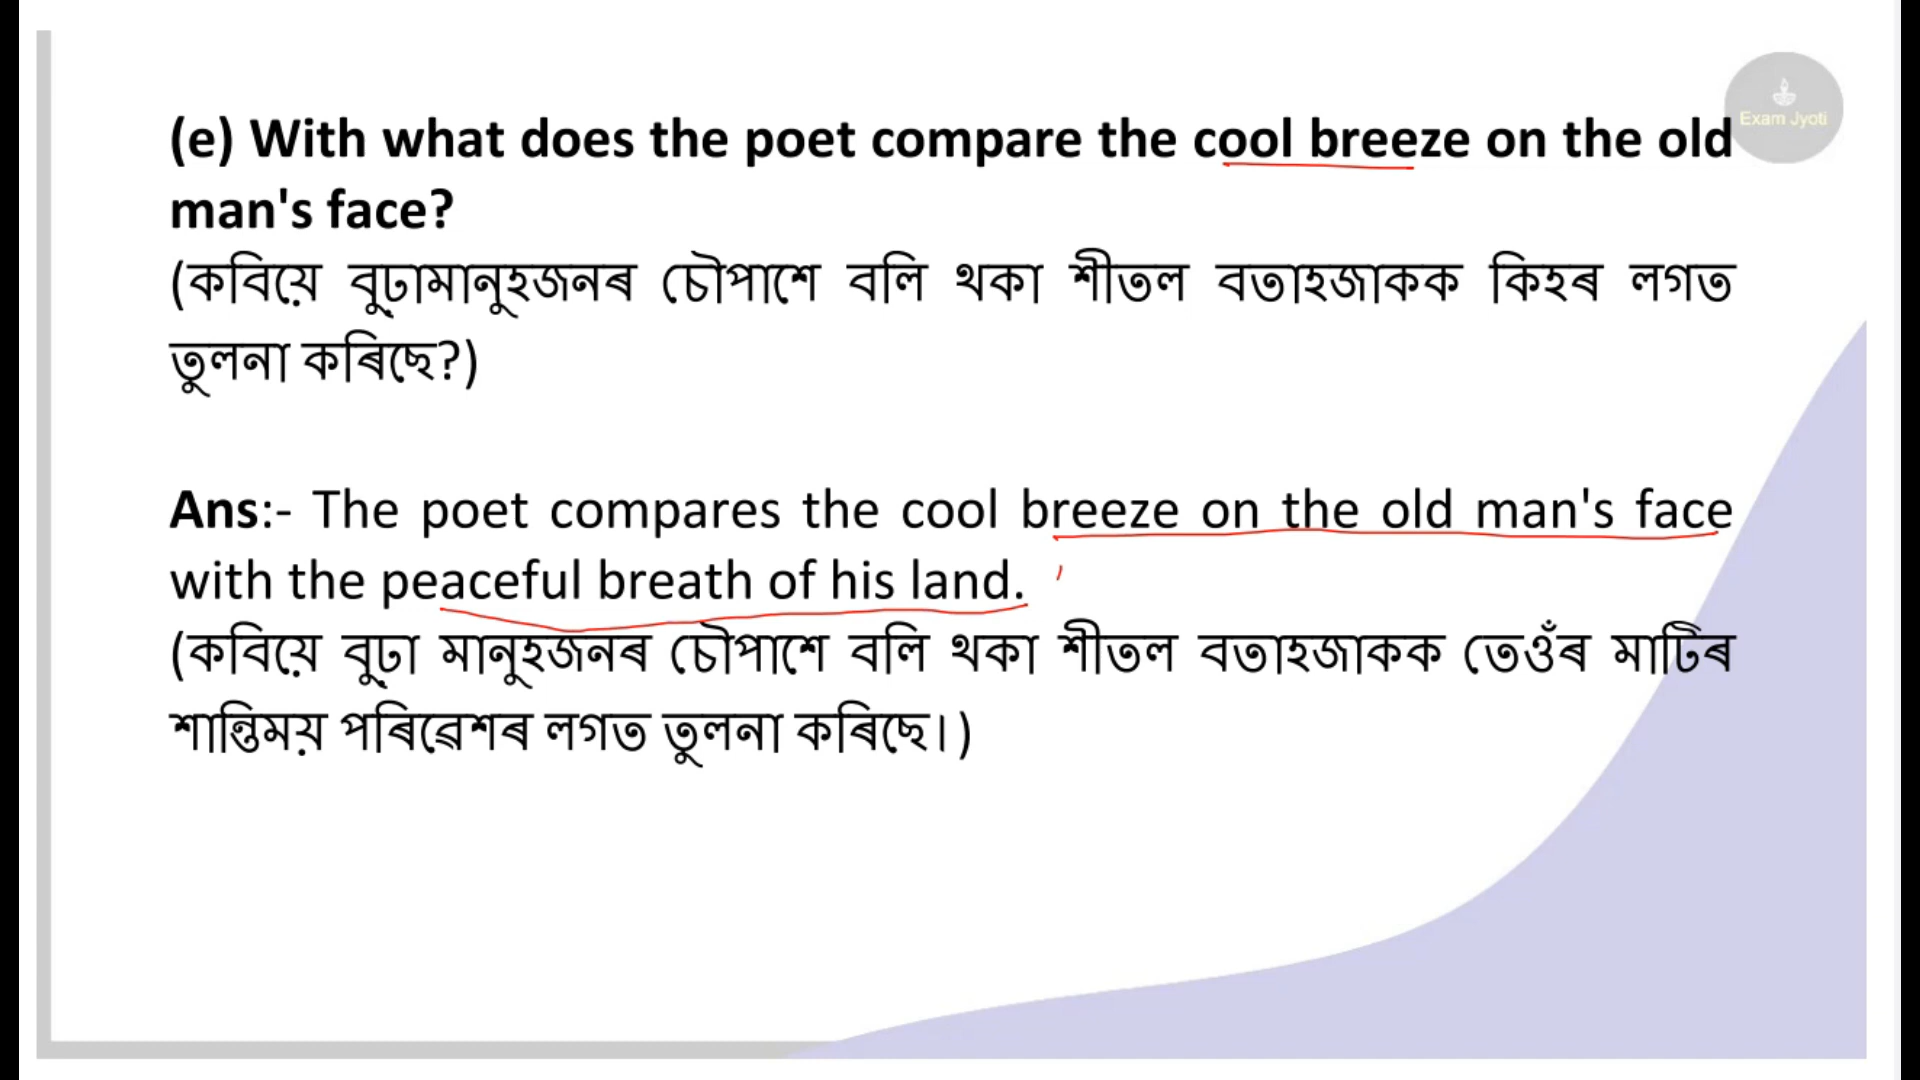 Exam Jyoti
(e) With what does the poet compare the cool breeze on the old
man's face?
(কবিয়ে বুঢ়ামানুহজনৰ চৌপাশে বলি থকা শীতল বতাহজাকক কিহৰ লগত
তুলনা কৰিছে?)
Ans:- The poet compares the cool breeze on the old man's face
with the peaceful breath of his land.
(কবিয়ে বুঢ়া মানুহজনৰ চৌপাশে বলি থকা শীতল বতাহজাকক তেওঁৰ মাটিৰ
শান্তিময় পৰিৱেশৰ লগত তুলনা কৰিছে।)